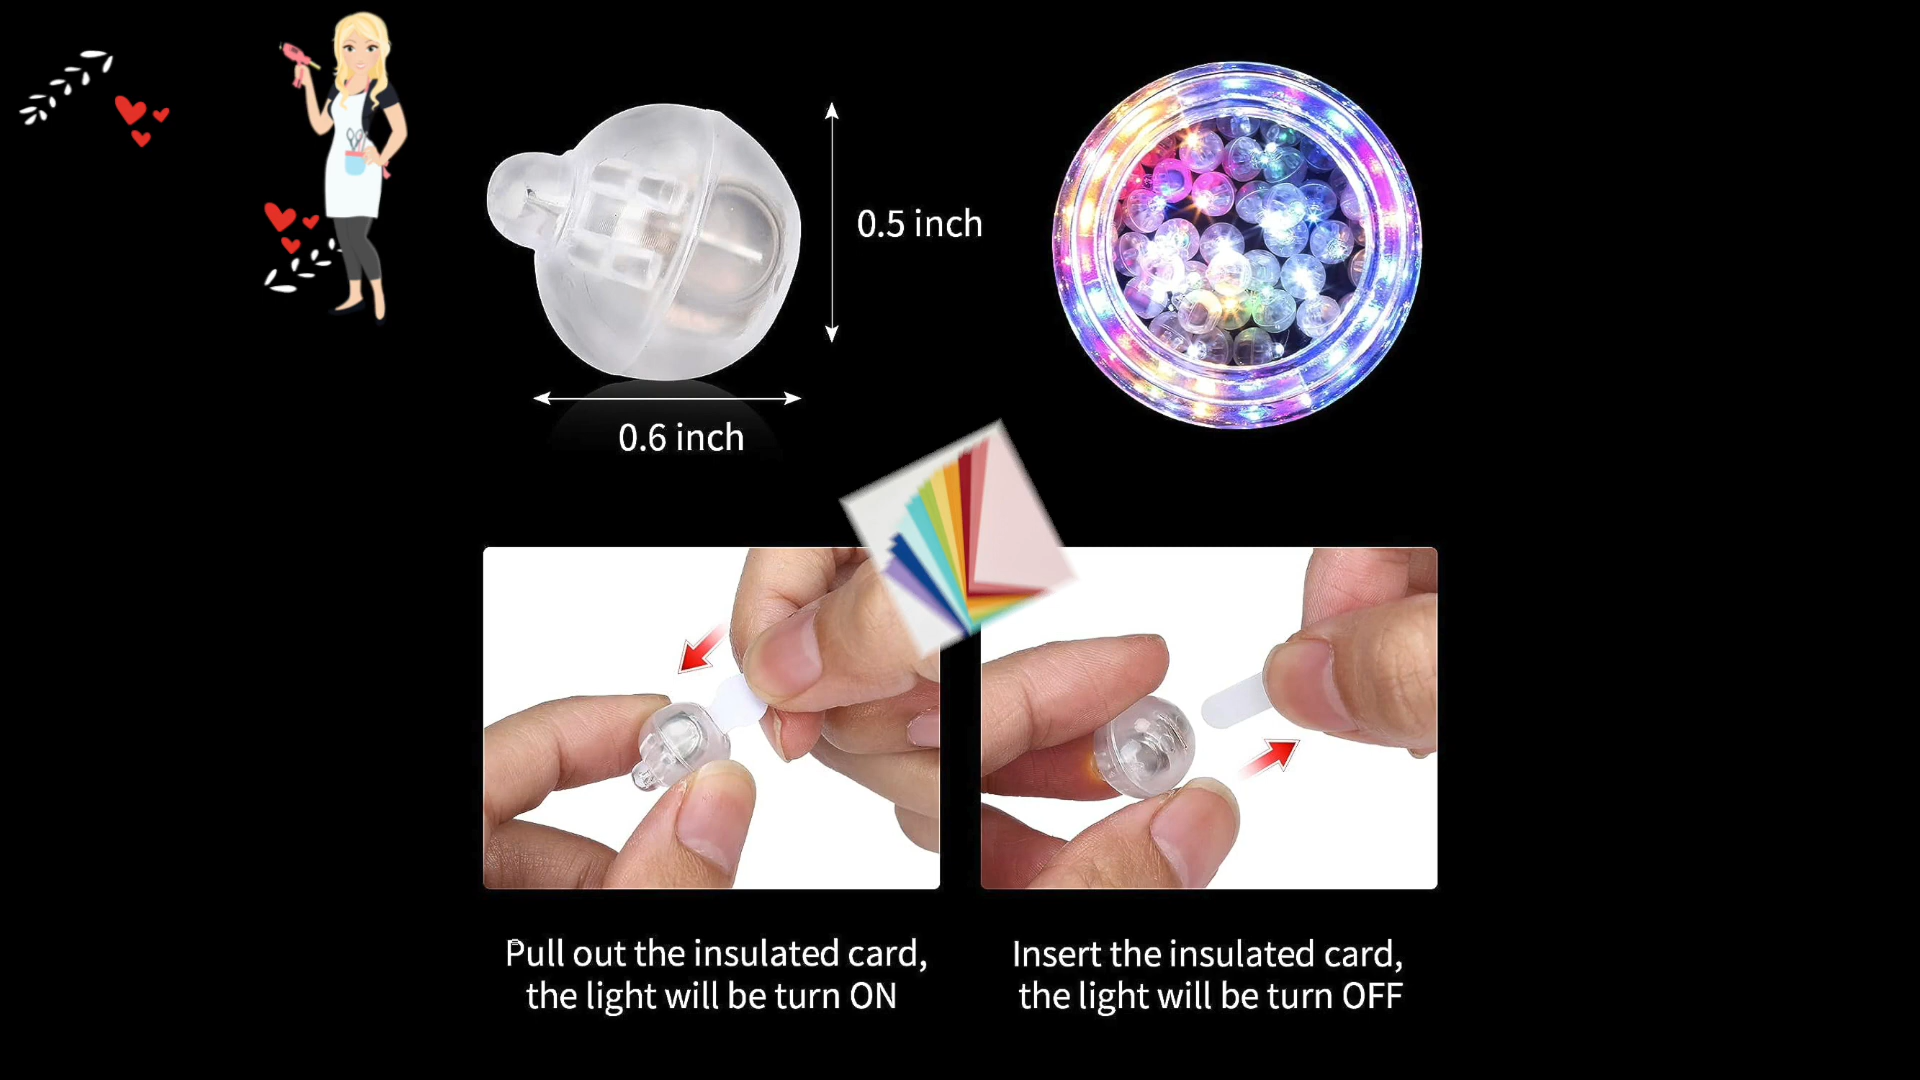 0.5 inch
0.6 inch
Pull out the insulated card,
the light will be turn ON
Insert the insulated card,
the light will be turn OFF